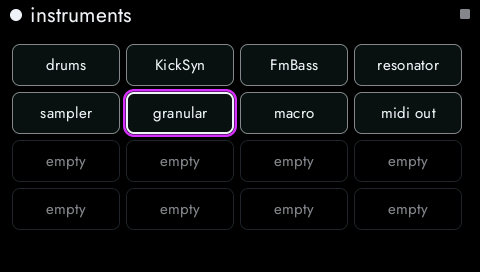 instruments
drums KickSyn FmBass resonator
sampler granular macro midi out
empty empty empty empty
empty empty empty empty